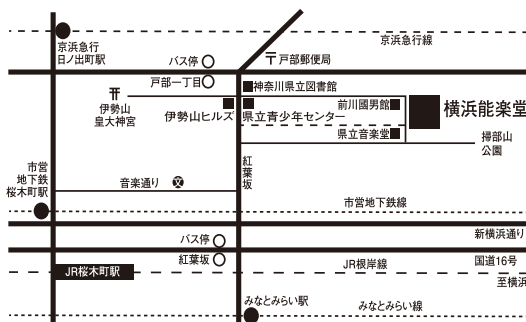 京浜急行線
京浜急行
日ノ出町駅
バス停
戸部郵便局
戸部一丁目
神奈川県立図書館
伊勢山
皇大神宮
伊勢山ヒルズ
県立青少年センター
前川國男館
横浜能楽堂
県立音楽堂
掃部山
公園
紅葉坂
市営
地下鉄
桜木町駅
音楽通り
文
市営地下鉄線
新横浜通り
バス停
紅葉坂
国道16号
JR桜木町駅
JR根岸線
至横浜
みなとみらい駅
みなとみらい線